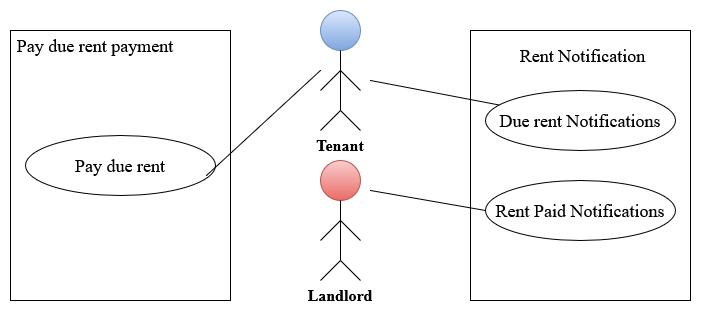 Pay due rent payment
Pay due rent
Tenant
Landlord
Rent Notification
Due rent Notifications
Rent Paid Notifications